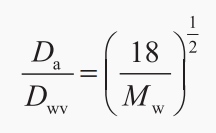 D_a / D_wv = (18 / M_w)^(1/2)